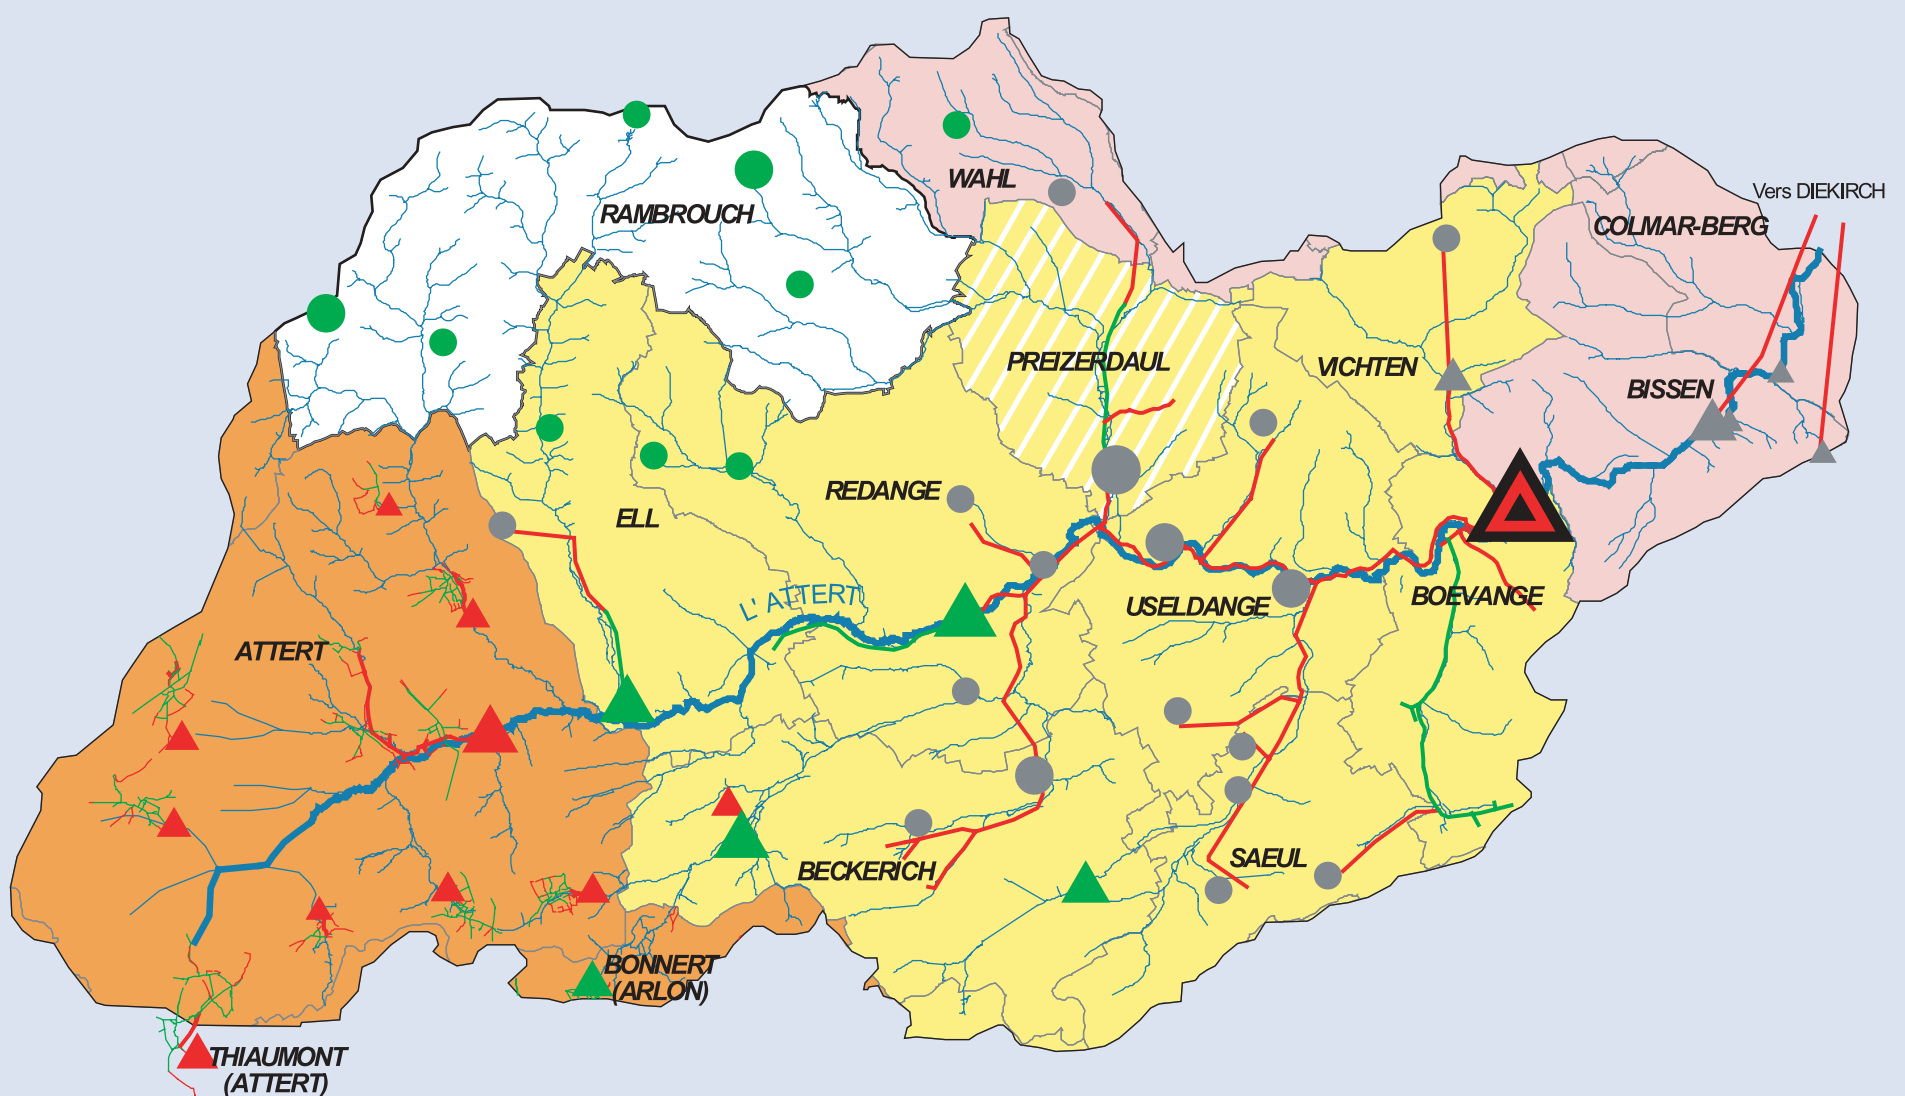 WAHL
Vers DIEKIRCH
RAMBROUCH
COLMAR-BERG
PREIZERDAUL
VICHTEN
BISSEN
REDANGE
ELL
L' ATTERT
USELDANGE
BOEVANGE
ATTERT
BECKERICH
SAEUL
BONNERT
(ARLON)
THIAUMONT
(ATTERT)